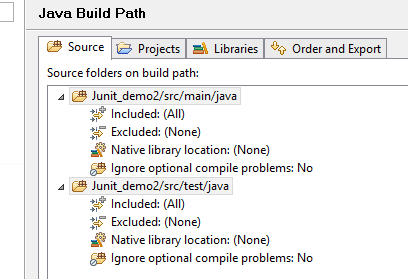 Java Build Path
Source Projects Libraries Order and Export
Source folders on build path:
Junit_demo2/src/main/java
Included: (All)
Excluded: (None)
Native library location: (None)
Ignore optional compile problems: No
Junit_demo2/src/test/java
Included: (All)
Excluded: (None)
Native library location: (None)
Ignore optional compile problems: No